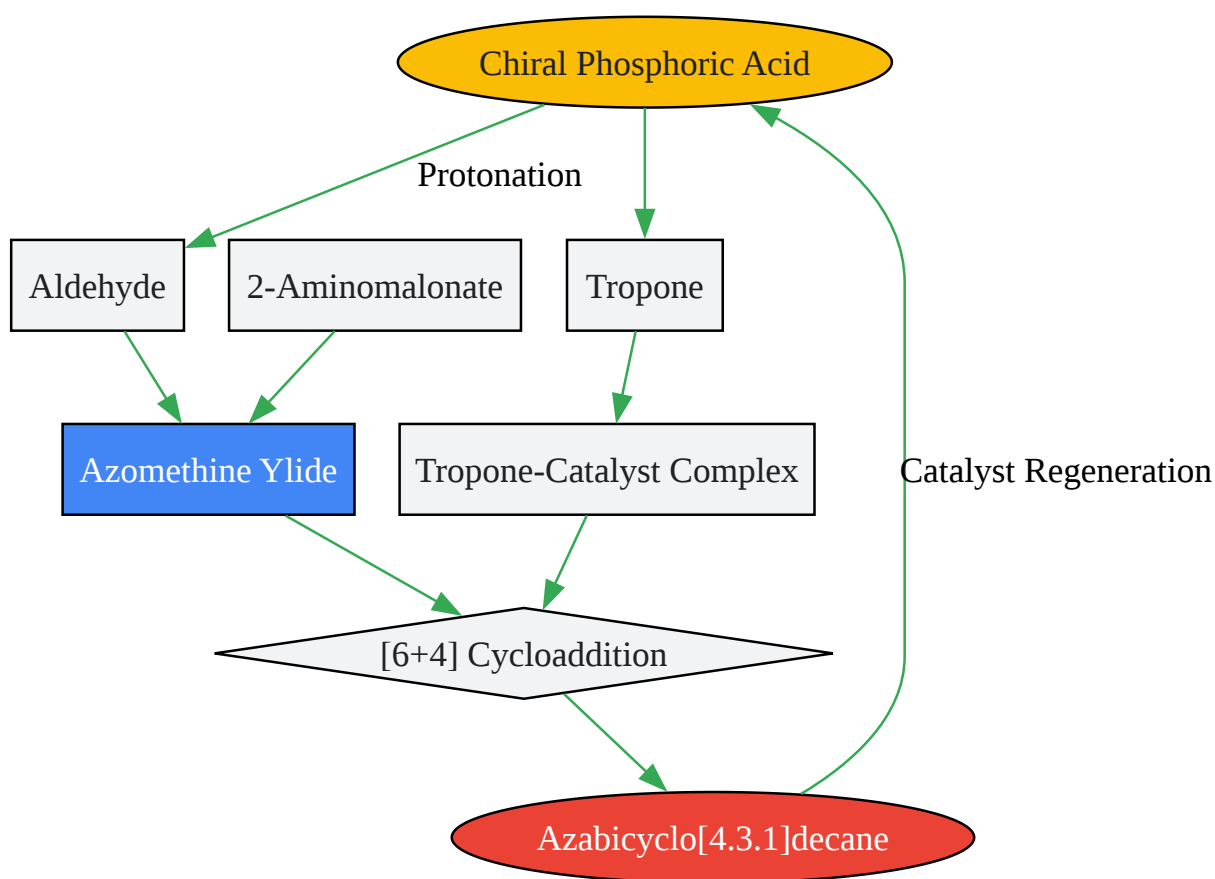 Chiral Phosphoric Acid
Protonation
Aldehyde
2-Aminomalonate
Tropone
Azomethine Ylide
Tropone-Catalyst Complex
Catalyst Regeneration
[6+4] Cycloaddition
Azabicyclo[4.3.1]decane